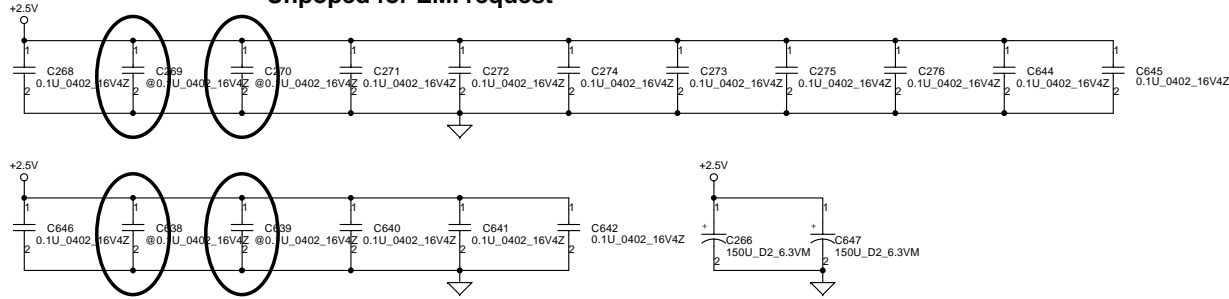 Unpoped for EMI request
+2.5V
1 1 1 1 1 1 1 1 1 1 1
C268 C269 C270 C271 C272 C274 C273 C275 C276 C644 C645
0.1U_0402_16V4Z @0.1U_0402_16V4Z @0.1U_0402_16V4Z 0.1U_0402_16V4Z 0.1U_0402_16V4Z 0.1U_0402_16V4Z 0.1U_0402_16V4Z 0.1U_0402_16V4Z 0.1U_0402_16V4Z 0.1U_0402_16V4Z 0.1U_0402_16V4Z
2 2 2 2 2 2 2 2 2 2 2
+2.5V +2.5V
1 1 1 1 1 1 1 1
C646 C638 C639 C640 C641 C642 + C266 + C647
0.1U_0402_16V4Z @0.1U_0402_16V4Z @0.1U_0402_16V4Z 0.1U_0402_16V4Z 0.1U_0402_16V4Z 0.1U_0402_16V4Z 150U_D2_6.3VM 150U_D2_6.3VM
2 2 2 2 2 2 2 2